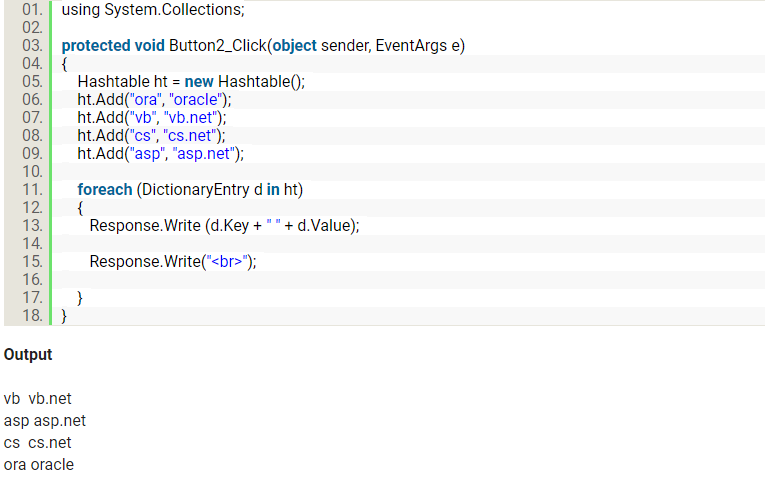 01. using System.Collections;
02.
03. protected void Button2_Click(object sender, EventArgs e)
04. {
05. Hashtable ht = new Hashtable();
06. ht.Add("ora", "oracle");
07. ht.Add("vb", "vb.net");
08. ht.Add("cs", "cs.net");
09. ht.Add("asp", "asp.net");
10.
11. foreach (DictionaryEntry d in ht)
12. {
13. Response.Write (d.Key + " " + d.Value);
14.
15. Response.Write("<br>");
16.
17. }
18. }
Output
vb  vb.net
asp asp.net
cs  cs.net
ora oracle